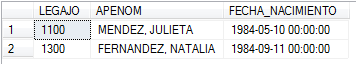 LEGAJO APENOM FECHA_NACIMIENTO
1 1100 MENDEZ, JULIETA 1984-05-10 00:00:00
2 1300 FERNANDEZ, NATALIA 1984-09-11 00:00:00